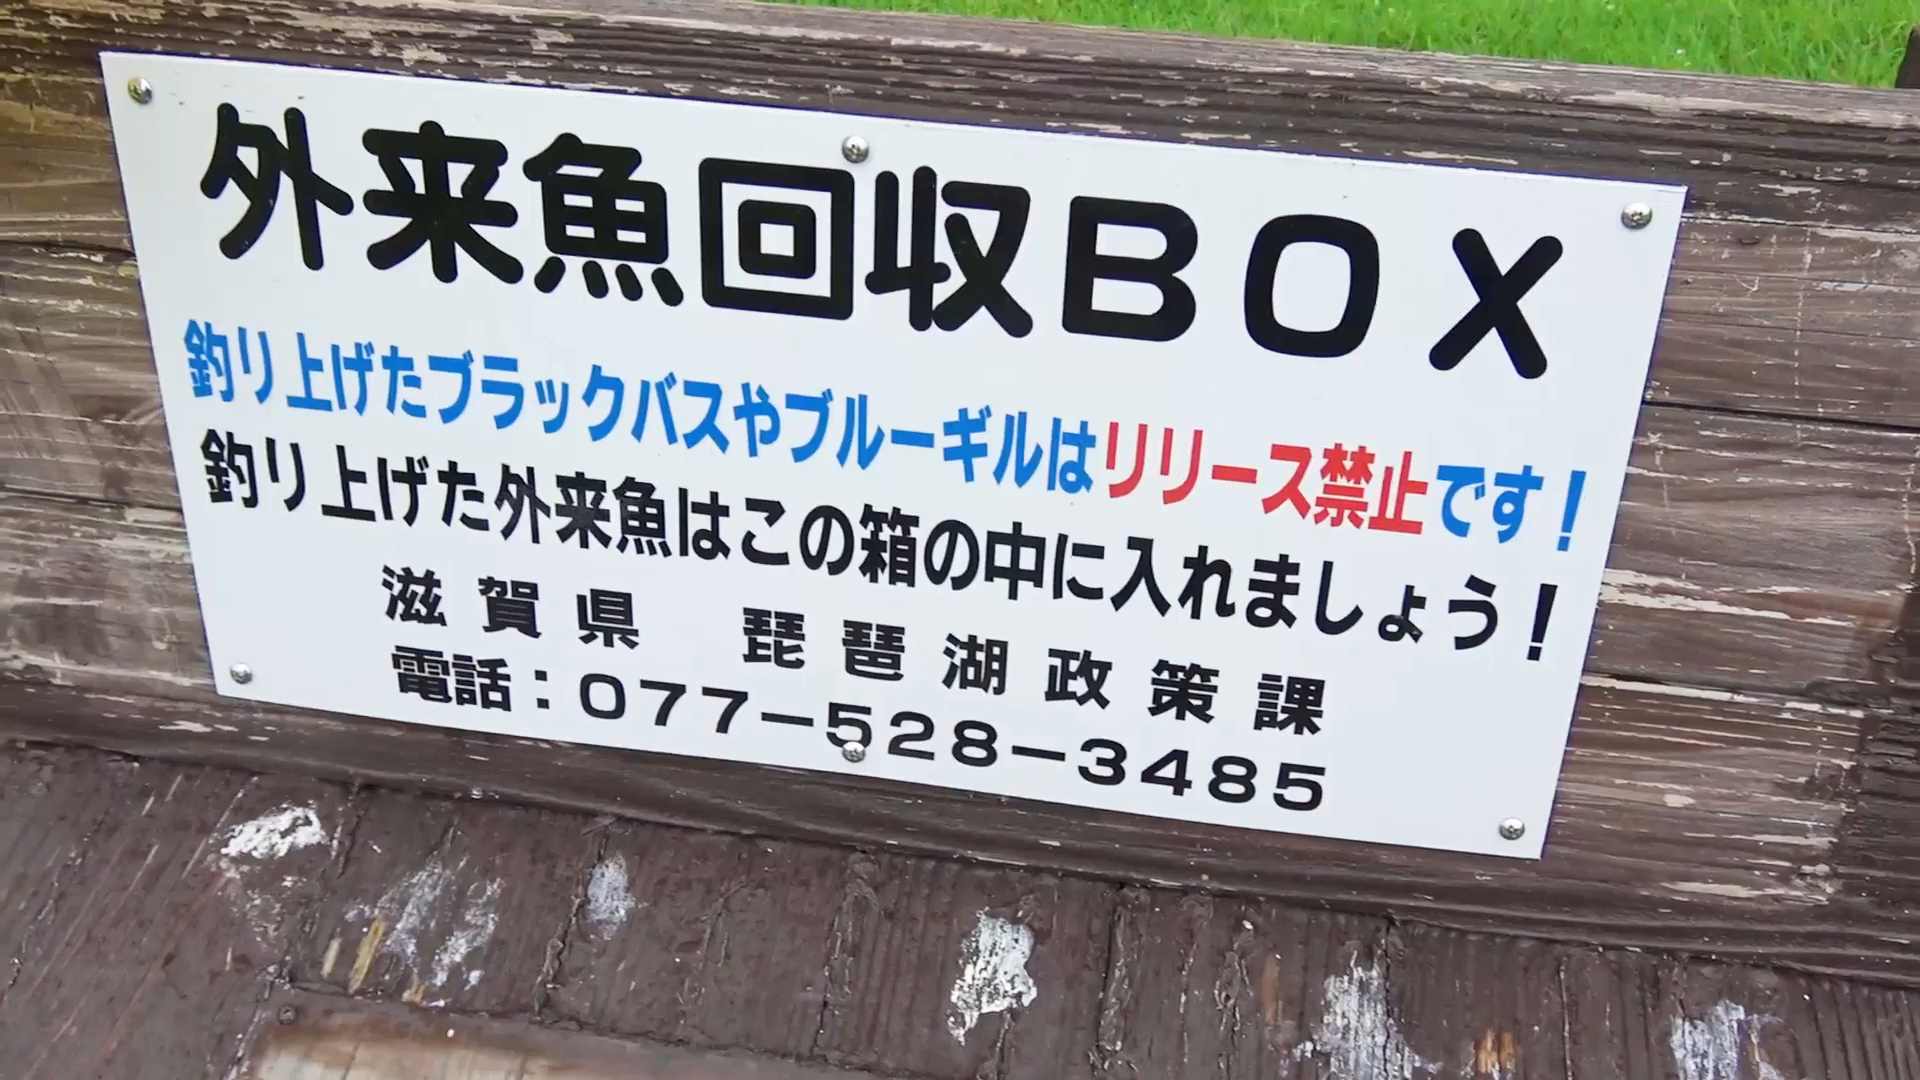 外来魚回収BOX
釣り上げたブラックバスやブルーギルはリリース禁止です！
釣り上げた外来魚はこの箱の中に入れましょう！
滋賀県　琵琶湖政策課
電話：077－528－3485